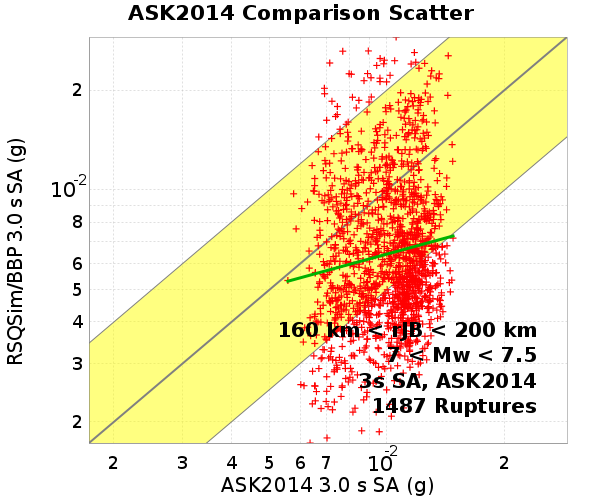 ASK2014 Comparison Scatter
RSQSim/BBP 3.0 s SA (g)
2
10-2
8
6
5
4
3
2
160 km < rJB < 200 km
7 < Mw < 7.5
3s SA, ASK2014
1487 Ruptures
2 3 4 5 6 7 10-2 2
ASK2014 3.0 s SA (g)